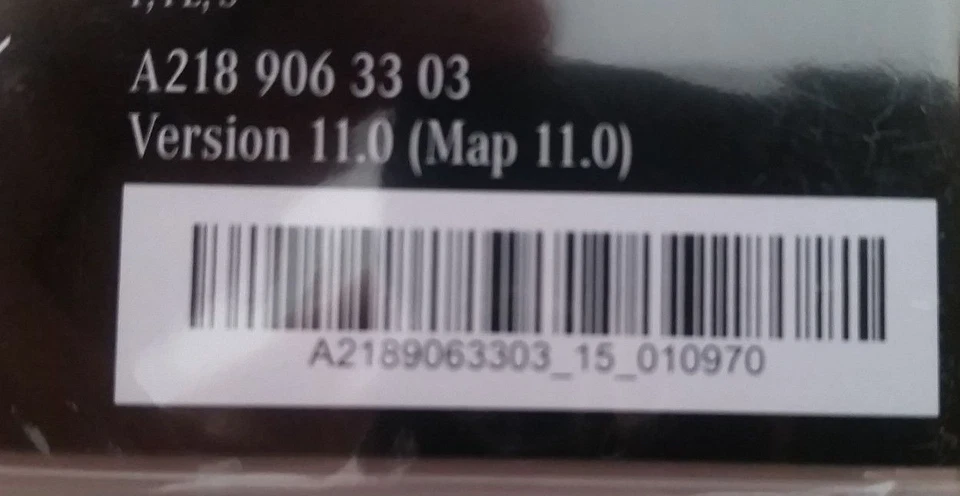 A218 906 33 03
Version 11.0 (Map 11.0)
A2189063303_15_010970